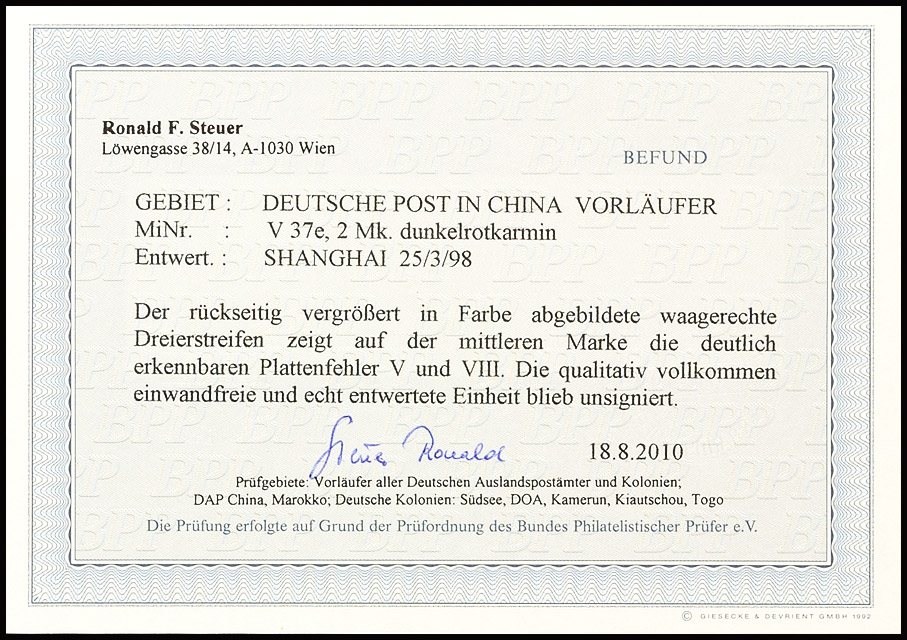 Ronald F. Steuer
Löwengasse 38/14, A-1030 Wien
BEFUND
GEBIET : DEUTSCHE POST IN CHINA VORLÄUFER
MiNr. : V 37e, 2 Mk. dunkelrotkarmin
Entwert. : SHANGHAI 25/3/98
Der rückseitig vergrößert in Farbe abgebildete waagerechte
Dreierstreifen zeigt auf der mittleren Marke die deutlich
erkennbaren Plattenfehler V und VIII. Die qualitativ vollkommen
einwandfreie und echt entwertete Einheit blieb unsigniert.
Steuer Ronald
18.8.2010
Prüfgebiete: Vorläufer aller Deutschen Auslandspostämter und Kolonien;
DAP China, Marokko; Deutsche Kolonien: Südsee, DOA, Kamerun, Kiautschou, Togo
Die Prüfung erfolgte auf Grund der Prüfordnung des Bundes Philatelistischer Prüfer e.V.
© GIESECKE & DEVRIENT GMBH 1992